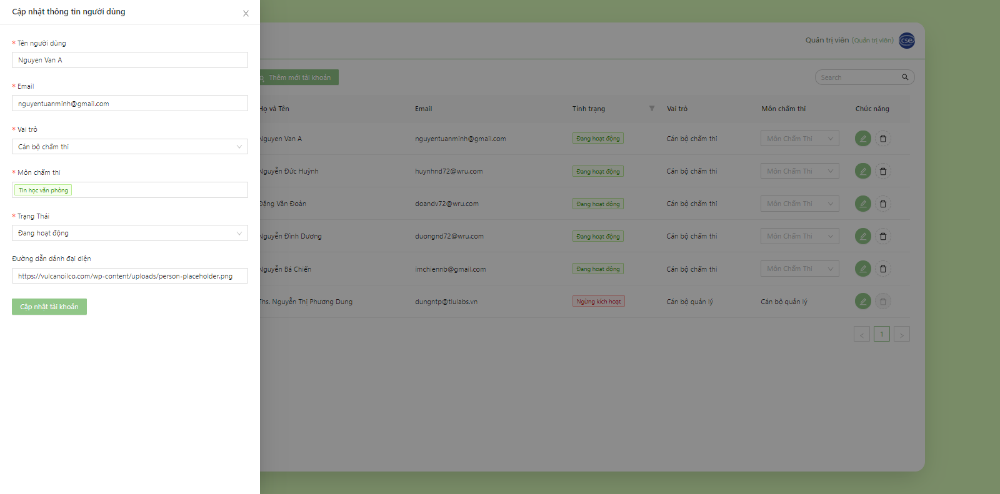 Cập nhật thông tin người dùng
* Tên người dùng
Nguyen Van A
* Email
nguyentuanminh@gmail.com
* Vai trò
Cán bộ chấm thi
* Môn chấm thi
Tin học văn phòng
* Trạng Thái
Đang hoạt động
Đường dẫn dảnh đại diện
https://vulcanoilco.com/wp-content/uploads/person-placeholder.png
Cập nhật tài khoản
Quản trị viên (Quản trị viên) cse
Thêm mới tài khoản
Search
Họ và Tên Email Tình trạng Vai trò Môn chấm thi Chức năng
Nguyen Van A nguyentuanminh@gmail.com Đang hoạt động Cán bộ chấm thi Môn Chấm Thi
Nguyễn Đức Huỳnh huynhnd72@wru.com Đang hoạt động Cán bộ chấm thi Môn Chấm Thi
Đặng Văn Đoàn doandv72@wru.com Đang hoạt động Cán bộ chấm thi Môn Chấm Thi
Nguyễn Đình Dương duongnd72@wru.com Đang hoạt động Cán bộ chấm thi Môn Chấm Thi
Nguyễn Bá Chiến imchiennb@gmail.com Đang hoạt động Cán bộ chấm thi Môn Chấm Thi
Ths. Nguyễn Thị Phương Dung dungntp@tlulabs.vn Ngừng kích hoạt Cán bộ quản lý Cán bộ quản lý
< 1 >